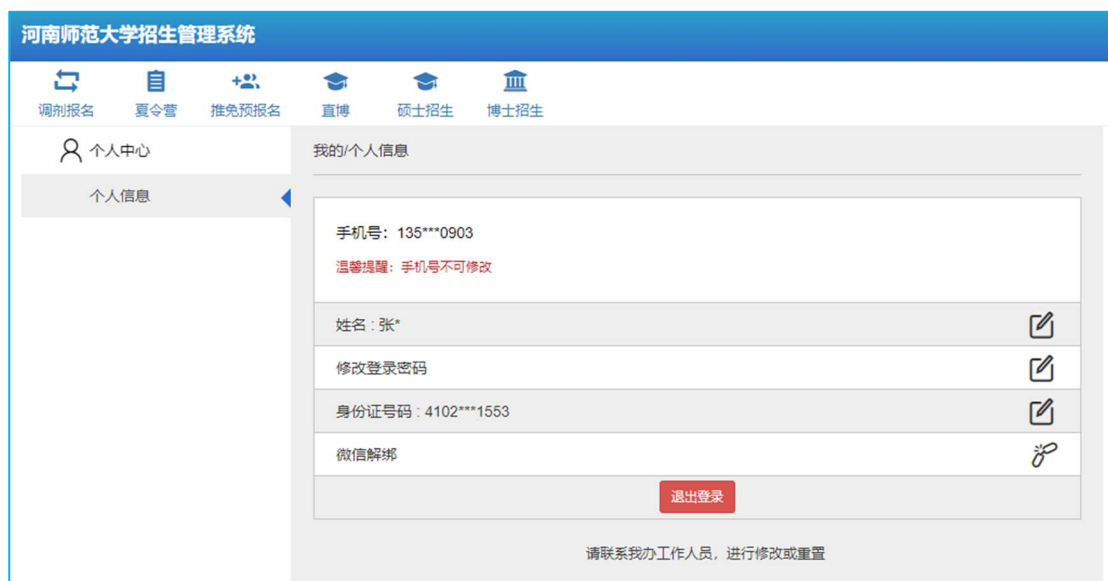 河南师范大学招生管理系统
调剂报名 夏令营 推免预报名 直博 硕士招生 博士招生
个人中心
个人信息
我的/个人信息
手机号：135***0903
温馨提醒：手机号不可修改
姓名 : 张*
修改登录密码
身份证号码 : 4102***1553
微信解绑
退出登录
请联系我办工作人员，进行修改或重置